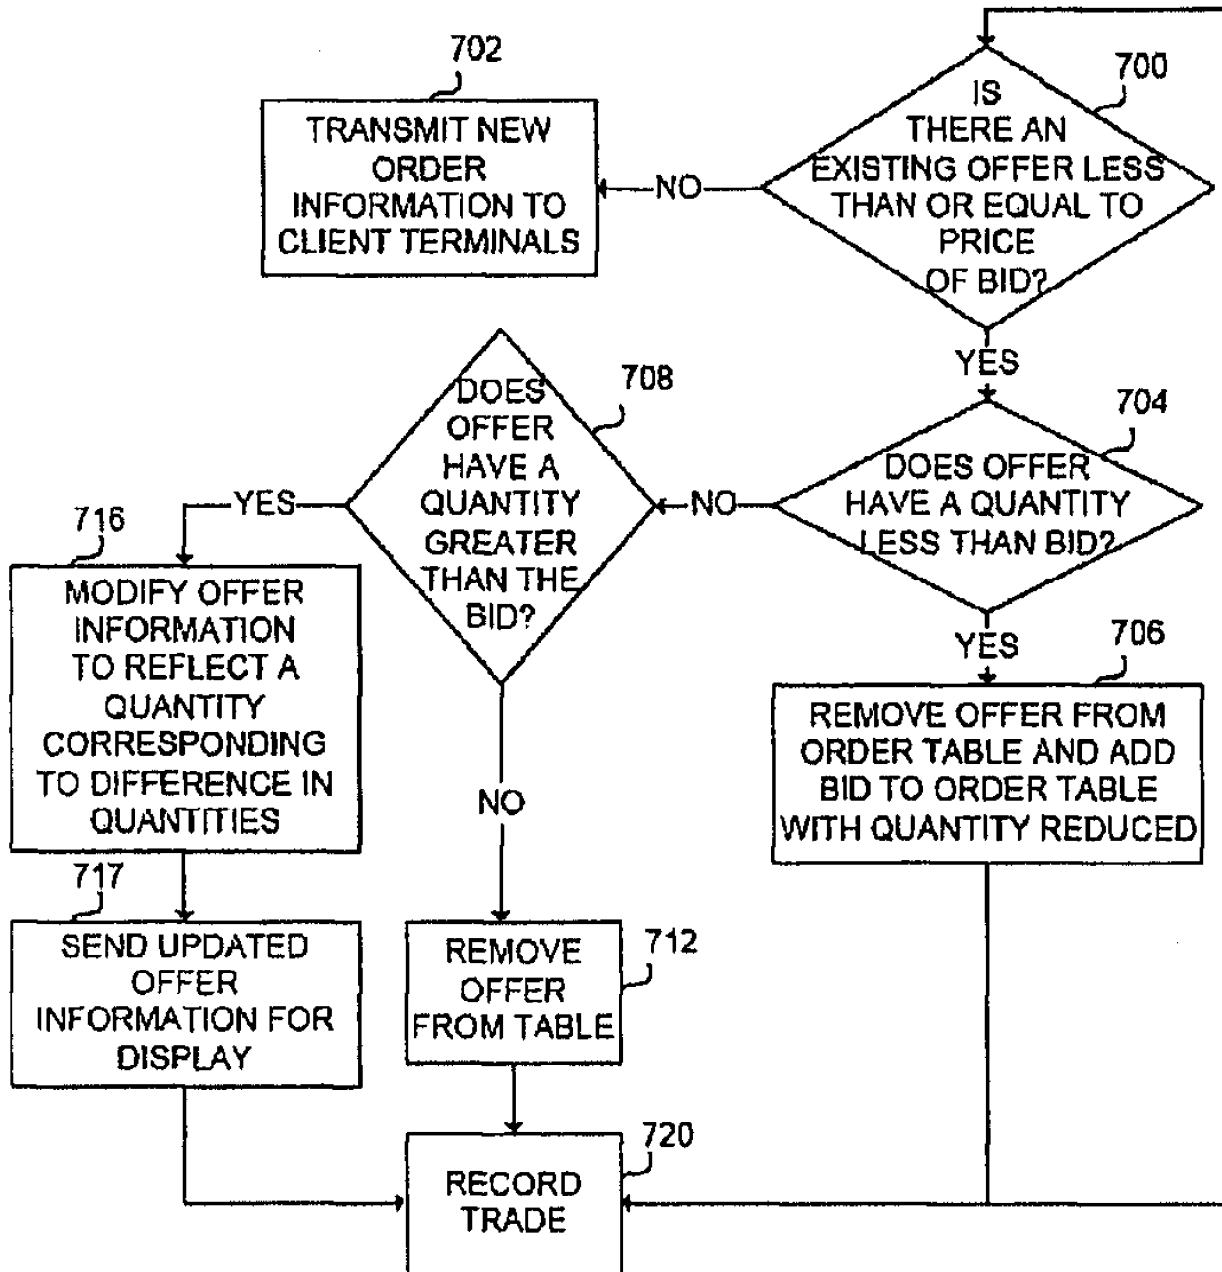 702
TRANSMIT NEW
ORDER
INFORMATION TO
CLIENT TERMINALS
NO
700
IS
THERE AN
EXISTING OFFER LESS
THAN OR EQUAL TO
PRICE
OF BID?
YES
704
DOES OFFER
HAVE A QUANTITY
LESS THAN BID?
NO
708
DOES
OFFER
HAVE A
QUANTITY
GREATER
THAN THE
BID?
YES
716
MODIFY OFFER
INFORMATION
TO REFLECT A
QUANTITY
CORRESPONDING
TO DIFFERENCE IN
QUANTITIES
NO
YES
706
REMOVE OFFER FROM
ORDER TABLE AND ADD
BID TO ORDER TABLE
WITH QUANTITY REDUCED
717
SEND UPDATED
OFFER
INFORMATION FOR
DISPLAY
712
REMOVE
OFFER
FROM TABLE
720
RECORD
TRADE